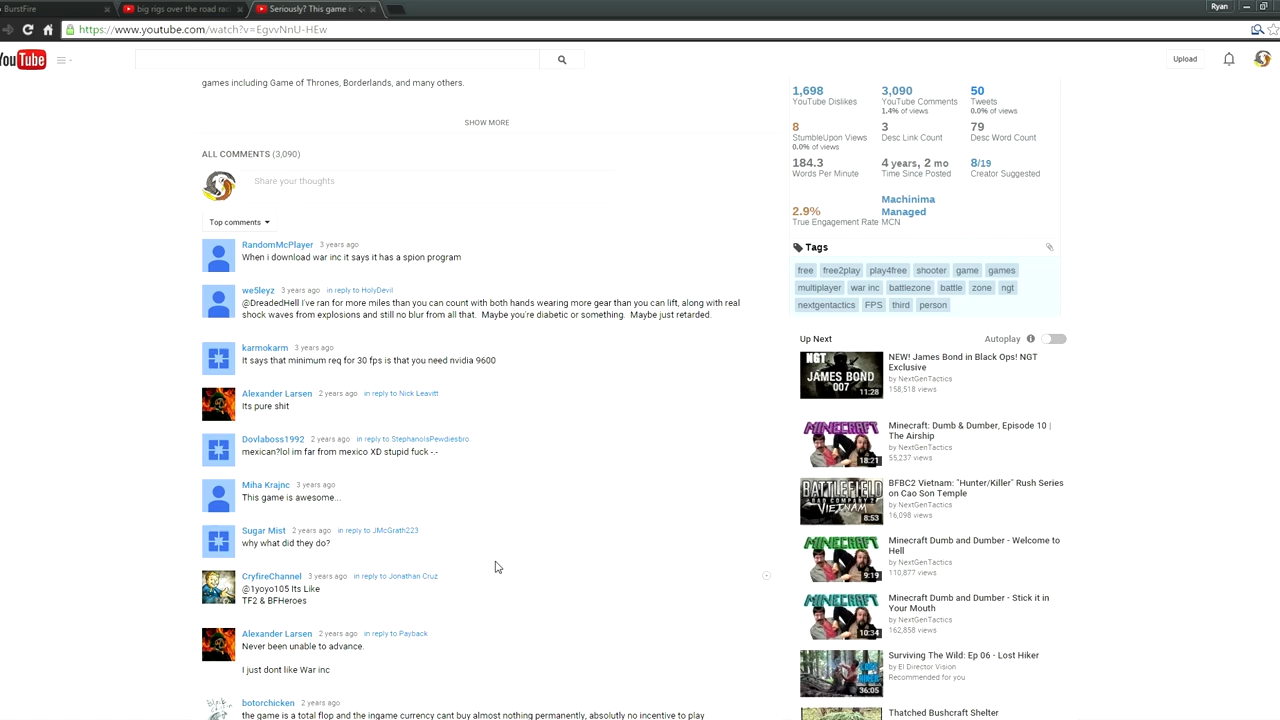 BurstFire
big rigs over the road rac
Seriously? This game is
Ryan
https://www.youtube.com/watch?v=EgvvNnU-HEw
YouTube
Upload
games including Game of Thrones, Borderlands, and many others.
SHOW MORE
ALL COMMENTS (3,090)
Share your thoughts
Top comments
RandomMcPlayer 3 years ago
When i download war inc it says it has a spion program
we5leyz 3 years ago in reply to HolyDevil
@DreadedHell I've ran for more miles than you can count with both hands wearing more gear than you can lift, along with real
shock waves from explosions and still no blur from all that. Maybe you're diabetic or something. Maybe just retarded.
karmokarm 3 years ago
It says that minimum req for 30 fps is that you need nvidia 9600
Alexander Larsen 2 years ago in reply to Nick Leavitt
Its pure shit
Dovlaboss1992 2 years ago in reply to StephanoIsPewdiesbro
mexican?lol im far from mexico XD stupid fuck -.-
Miha Krajnc 3 years ago
This game is awesome...
Sugar Mist 2 years ago in reply to JMcGrath223
why what did they do?
CryfireChannel 3 years ago in reply to Jonathan Cruz
@1yoyo105 Its Like
TF2 & BFHeroes
Alexander Larsen 2 years ago in reply to Payback
Never been unable to advance.
I just dont like War inc
botorchicken 2 years ago
the game is a total flop and the ingame currency cant buy almost nothing permanently, absolutly no incentive to play
1,698 3,090 50
YouTube Dislikes YouTube Comments Tweets
1.4% of views 0.0% of views
8 3 79
StumbleUpon Views Desc Link Count Desc Word Count
0.0% of views
184.3 4 years, 2 mo 8/19
Words Per Minute Time Since Posted Creator Suggested
Machinima
2.9% Managed
True Engagement Rate MCN
Tags
free free2play play4free shooter game games
multiplayer war inc battlezone battle zone ngt
nextgentactics FPS third person
Up Next Autoplay
NGT
JAMES BOND
007
11:28
NEW! James Bond in Black Ops! NGT
Exclusive
by NextGenTactics
158,518 views
MINECRAFT
18:21
Minecraft: Dumb & Dumber, Episode 10 |
The Airship
by NextGenTactics
55,237 views
BATTLEFIELD
BAD COMPANY 2
VIETNAM
8:53
BFBC2 Vietnam: "Hunter/Killer" Rush Series
on Cao Son Temple
by NextGenTactics
16,098 views
MINECRAFT
9:19
Minecraft Dumb and Dumber - Welcome to
Hell
by NextGenTactics
110,877 views
MINECRAFT
10:34
Minecraft Dumb and Dumber - Stick it in
Your Mouth
by NextGenTactics
162,858 views
36:05
Surviving The Wild: Ep 06 - Lost Hiker
by El Director Vision
Recommended for you
Thatched Bushcraft Shelter